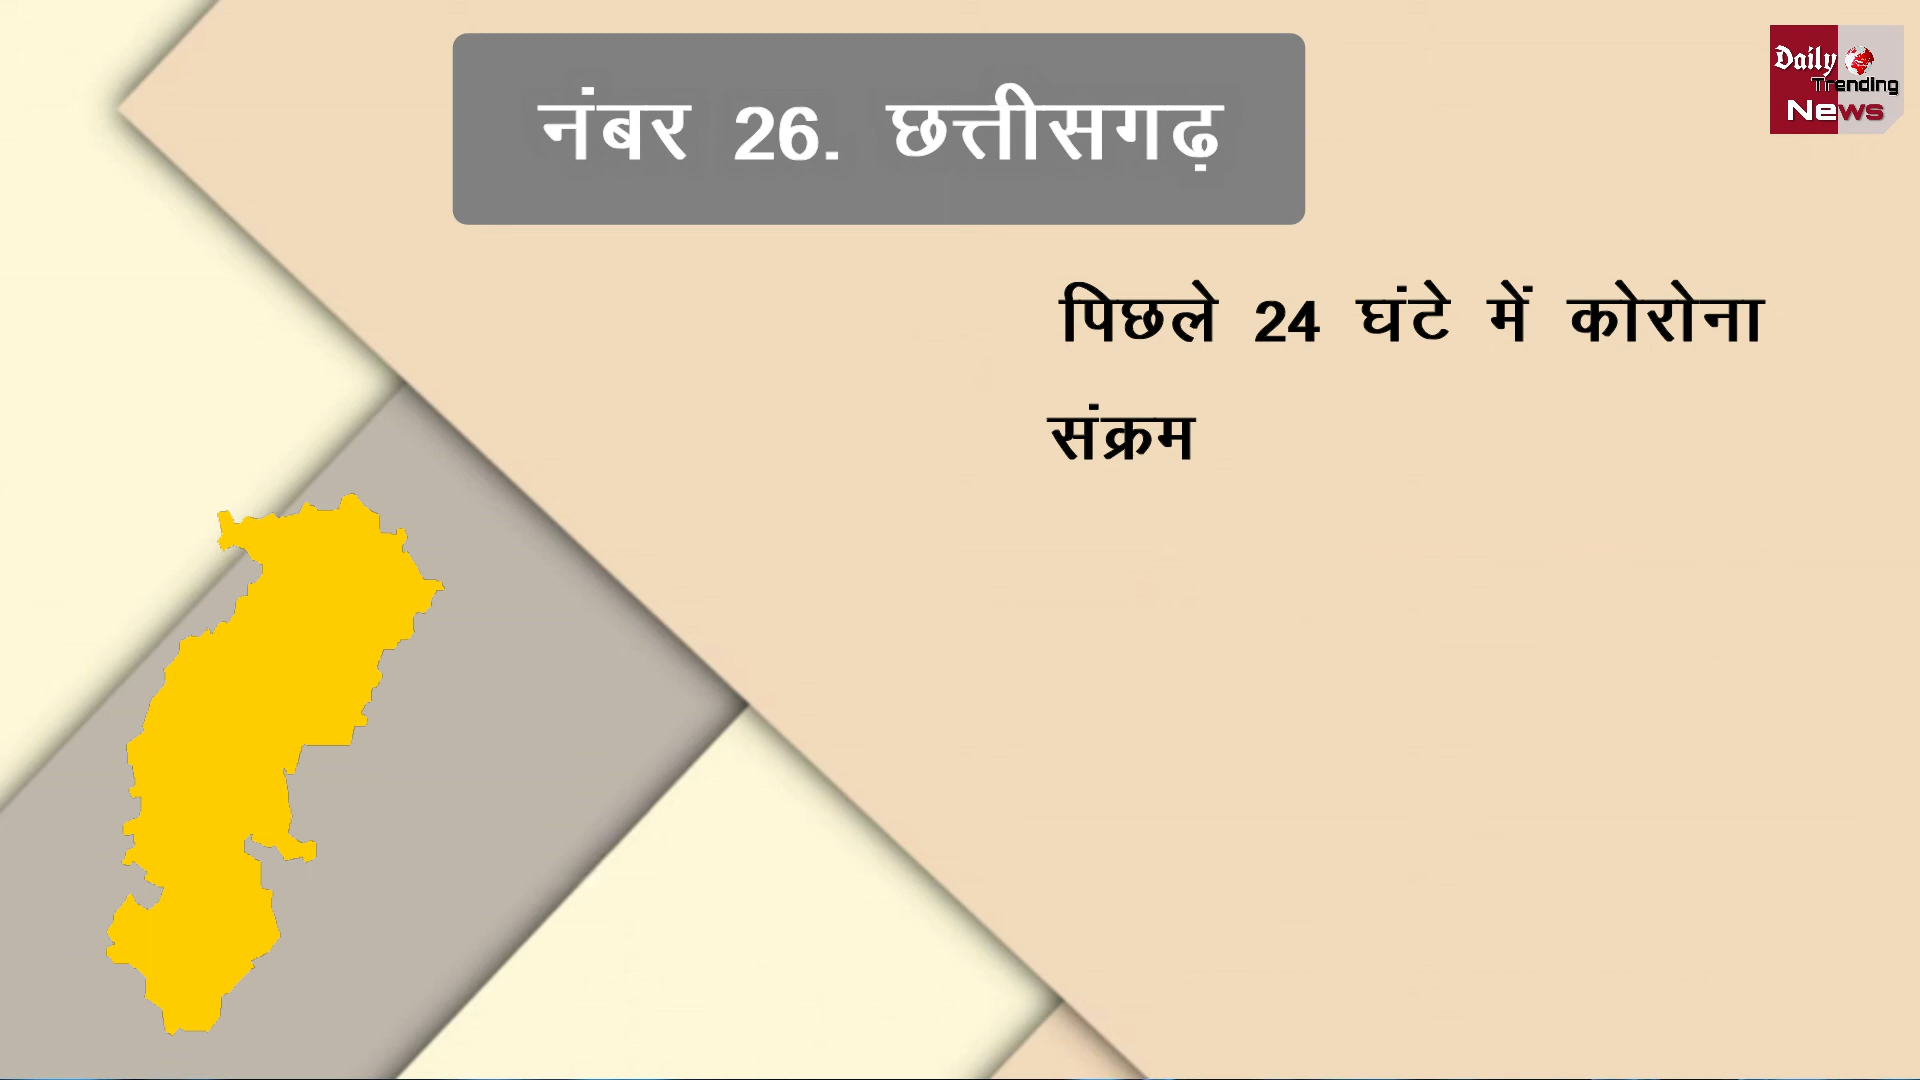 नंबर 26. छत्तीसगढ़
Daily
Trending
News
पिछले 24 घंटे में कोरोना
संक्रम